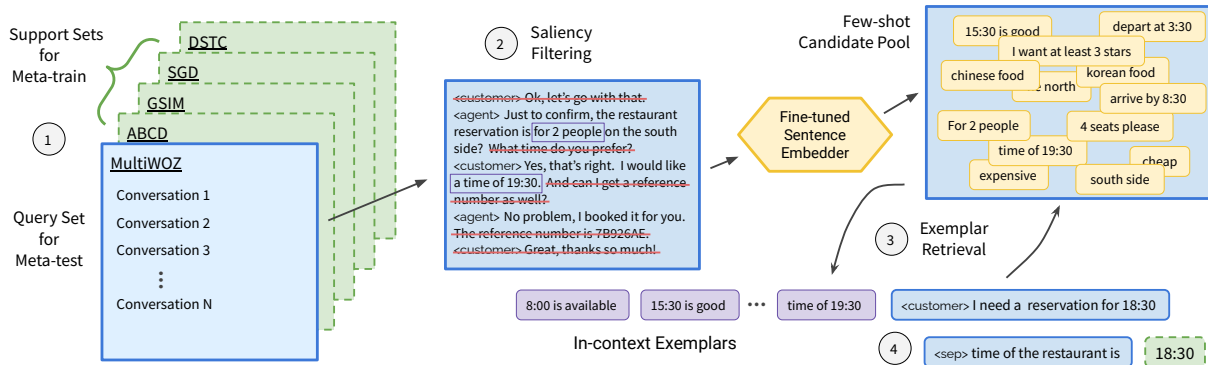 Support Sets
for
Meta-train
DSTC
SGD
GSIM
ABCD
1
MultiWOZ
Conversation 1
Conversation 2
Conversation 3
Conversation N
Query Set
for
Meta-test
2
Saliency
Filtering
<customer> Ok, let's go with that.
<agent> Just to confirm, the restaurant
reservation is for 2 people on the south
side? What time do you prefer?
<customer> Yes, that's right. I would like
a time of 19:30. And can I get a reference
number as well?
<agent> No problem, I booked it for you.
The reference number is 7B926AE.
<customer> Great, thanks so much!
Fine-tuned
Sentence
Embedder
Few-shot
Candidate Pool
15:30 is good
depart at 3:30
I want at least 3 stars
chinese food
korean food
north
arrive by 8:30
For 2 people
4 seats please
time of 19:30
cheap
expensive
south side
3
Exemplar
Retrieval
8:00 is available
15:30 is good
•••
time of 19:30
<customer> I need a reservation for 18:30
In-context Exemplars
4
<sep> time of the restaurant is
18:30